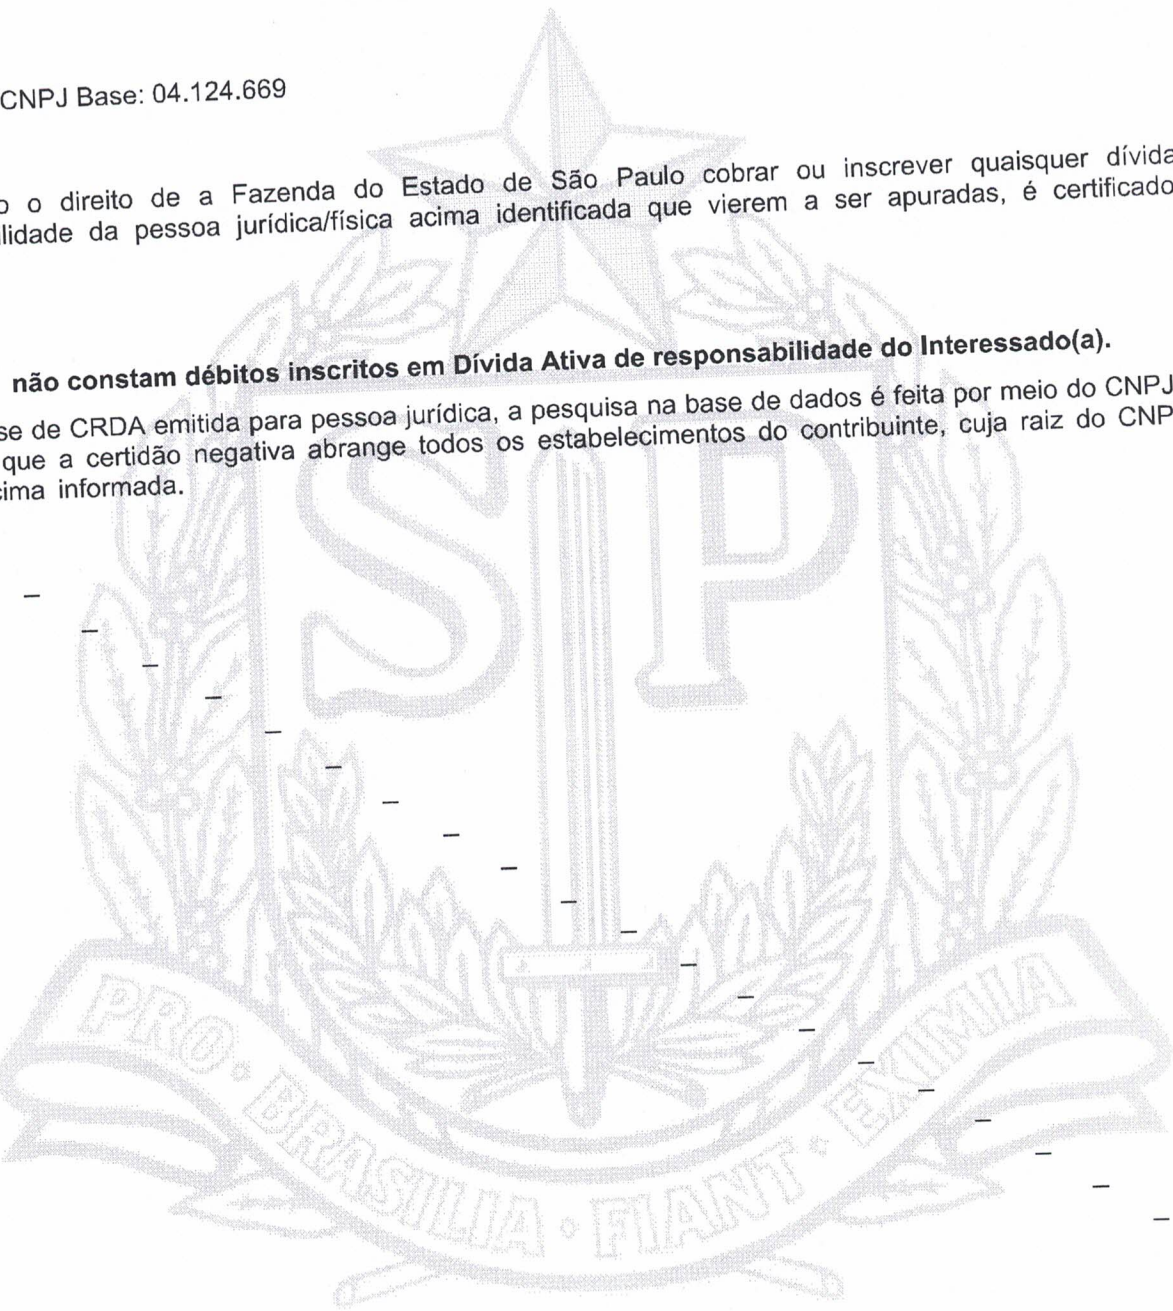 CNPJ Base: 04.124.669
o o direito de a Fazenda do Estado de São Paulo cobrar ou inscrever quaisquer dívida
lidade da pessoa jurídica/física acima identificada que vierem a ser apuradas, é certificado
não constam débitos inscritos em Dívida Ativa de responsabilidade do Interessado(a).
se de CRDA emitida para pessoa jurídica, a pesquisa na base de dados é feita por meio do CNPJ
que a certidão negativa abrange todos os estabelecimentos do contribuinte, cuja raiz do CNP
cima informada.
SP
PRO BRASILIA FIANT EXIMIA